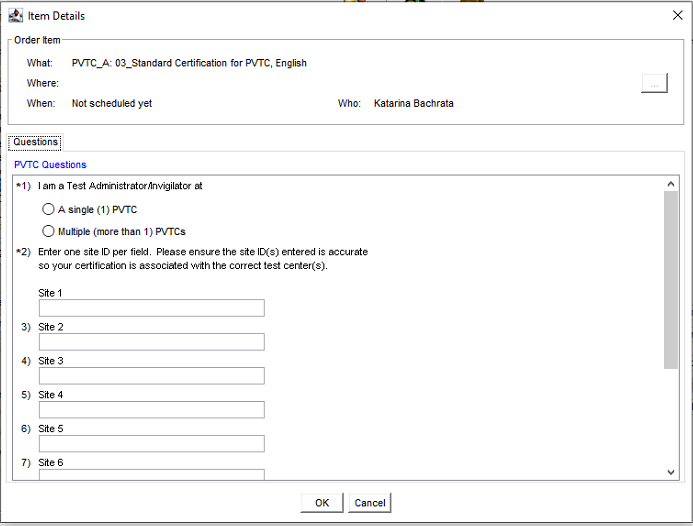 Item Details
Order Item
What: PVTC_A: 03_Standard Certification for PVTC, English
Where:
...
When: Not scheduled yet Who: Katarina Bachrata
Questions
PVTC Questions
*1) I am a Test Administrator/Invigilator at
A single (1) PVTC
Multiple (more than 1) PVTCs
*2) Enter one site ID per field. Please ensure the site ID(s) entered is accurate
so your certification is associated with the correct test center(s).
Site 1
3) Site 2
4) Site 3
5) Site 4
6) Site 5
7) Site 6
OK Cancel